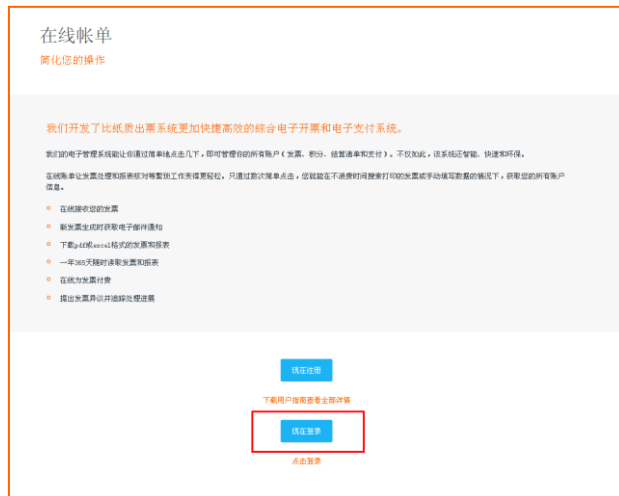 在线帐单
简化您的操作
我们开发了比纸质出票系统更加快捷高效的综合电子开票和电子支付系统。
我们的电子管理系统能让你通过简单地点击几下，即可管理你的所有账户（发票、积分、结算清单和支付）。不仅如此，该系统还智能、快速和环保。
在线账单让发票处理和报表核对等繁琐工作变得更轻松。只通过数次简单点击，您就能在不浪费时间搜索打印的发票或手动填写数据的情况下，获取您的所有账户
信息。
在线接收您的发票
新发票生成时获取电子邮件通知
下载pdf或excel格式的发票和报表
一年365天随时读取发票和报表
在线为发票付费
提出发票异议并追踪处理进展
现在注册
下载用户指南查看全部详情
现在登录
点击登录